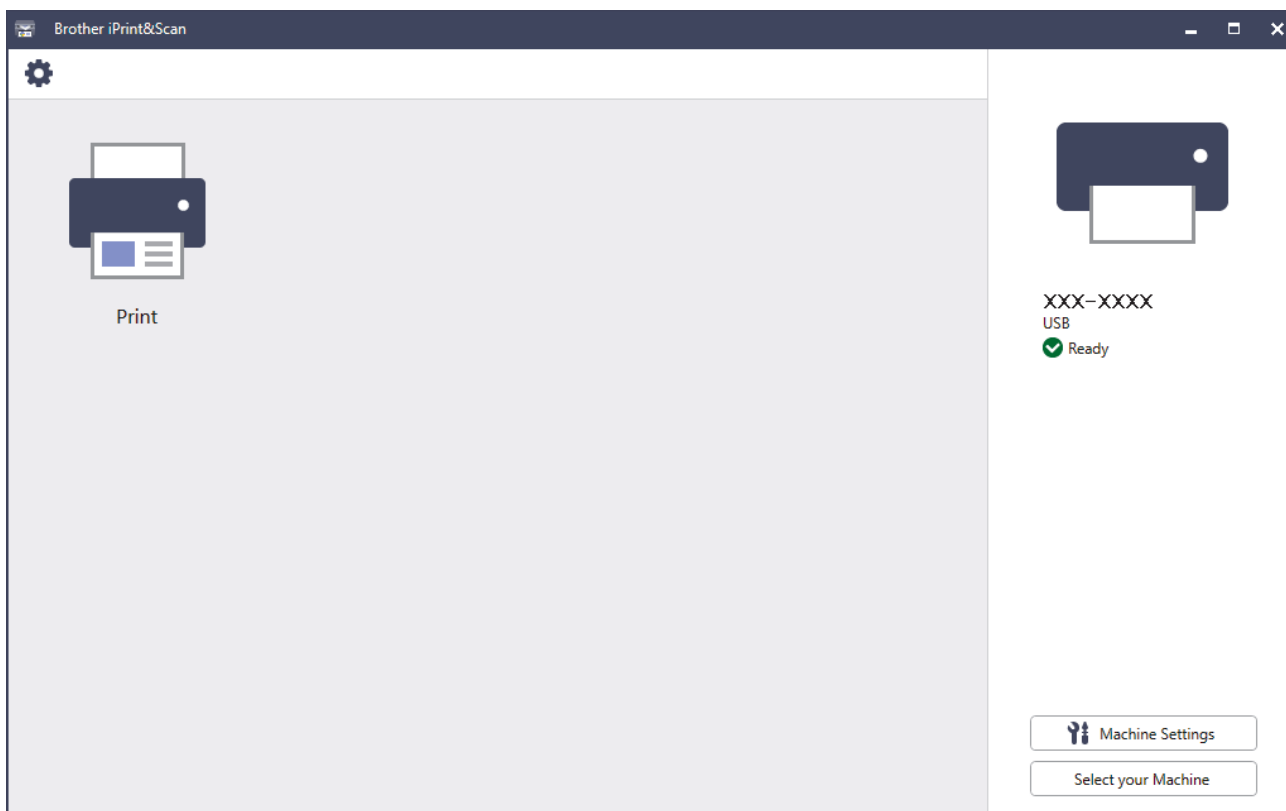 Brother iPrint&Scan
Print
XXX-XXXX
USB
Ready
Machine Settings
Select your Machine